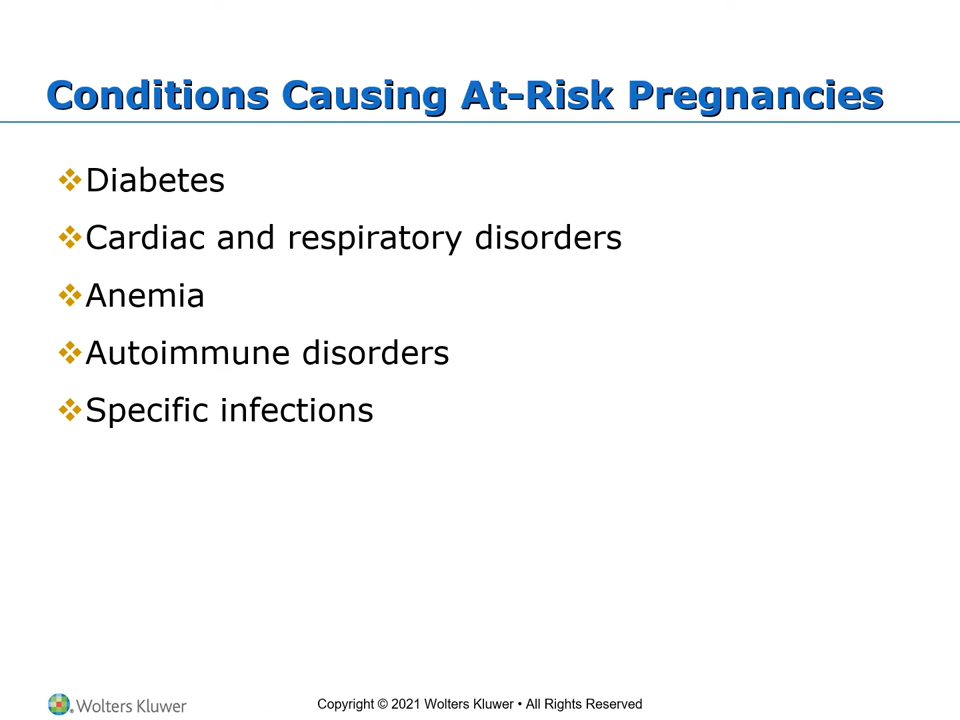 Conditions Causing At-Risk Pregnancies
❖Diabetes
❖Cardiac and respiratory disorders
❖Anemia
❖Autoimmune disorders
❖Specific infections
Wolters Kluwer
Copyright © 2021 Wolters Kluwer • All Rights Reserved